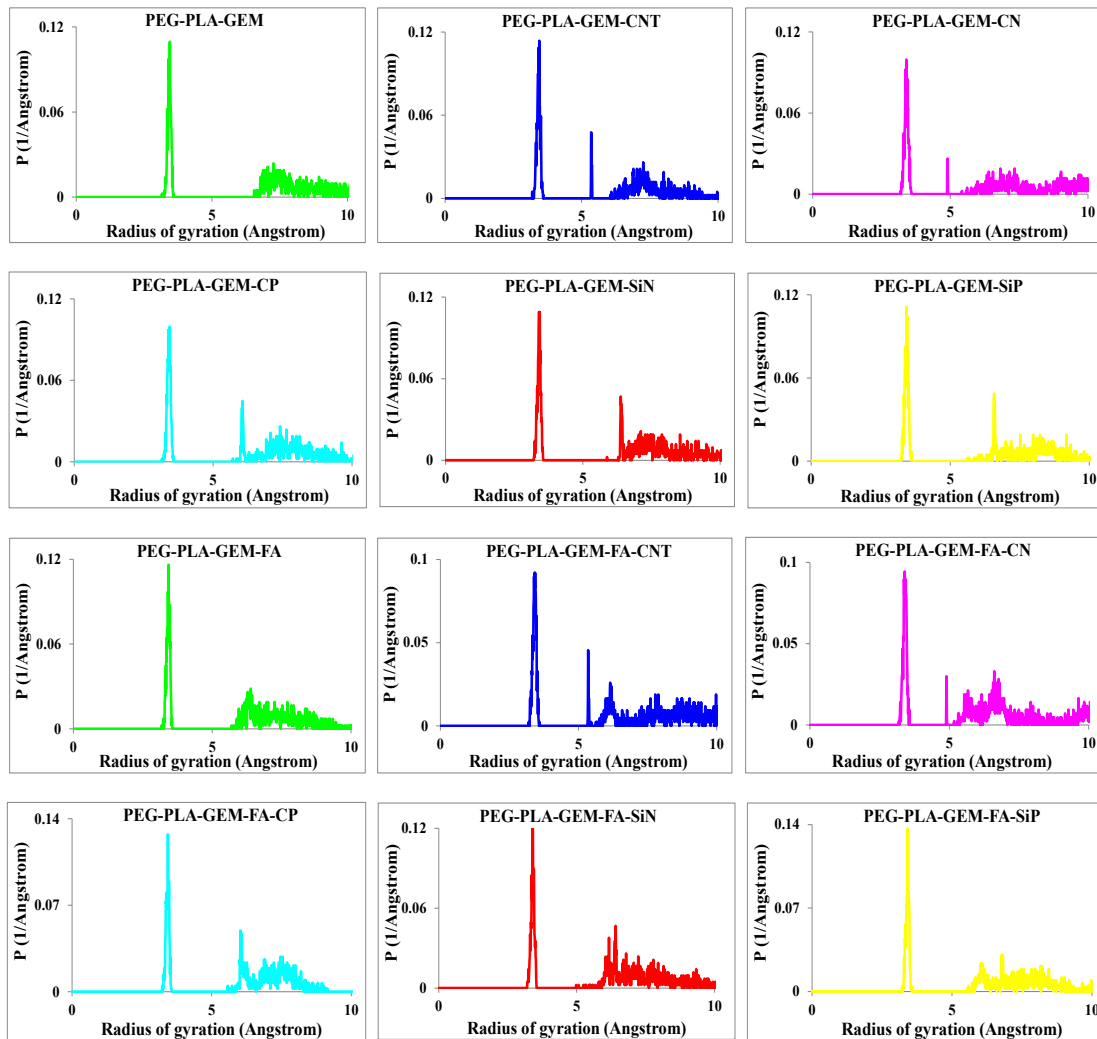 PEG-PLA-GEM
0.12
0.06
0
P (1/Angstrom)
0 5 10
Radius of gyration (Angstrom)
PEG-PLA-GEM-CNT
0.12
0.06
0
P (1/Angstrom)
0 5 10
Radius of gyration (Angstrom)
PEG-PLA-GEM-CN
0.12
0.06
0
P (1/Angstrom)
0 5 10
Radius of gyration (Angstrom)
PEG-PLA-GEM-CP
0.12
0.06
0
P (1/Angstrom)
0 5 10
Radius of gyration (Angstrom)
PEG-PLA-GEM-SiN
0.12
0.06
0
P (1/Angstrom)
0 5 10
Radius of gyration (Angstrom)
PEG-PLA-GEM-SiP
0.12
0.06
0
P (1/Angstrom)
0 5 10
Radius of gyration (Angstrom)
PEG-PLA-GEM-FA
0.12
0.06
0
P (1/Angstrom)
0 5 10
Radius of gyration (Angstrom)
PEG-PLA-GEM-FA-CNT
0.1
0.05
0
P (1/Angstrom)
0 5 10
Radius of gyration (Angstrom)
PEG-PLA-GEM-FA-CN
0.1
0.05
0
P (1/Angstrom)
0 5 10
Radius of gyration (Angstrom)
PEG-PLA-GEM-FA-CP
0.14
0.07
0
P (1/Angstrom)
0 5 10
Radius of gyration (Angstrom)
PEG-PLA-GEM-FA-SiN
0.12
0.06
0
P (1/Angstrom)
0 5 10
Radius of gyration (Angstrom)
PEG-PLA-GEM-FA-SiP
0.14
0.07
0
P (1/Angstrom)
0 5 10
Radius of gyration (Angstrom)